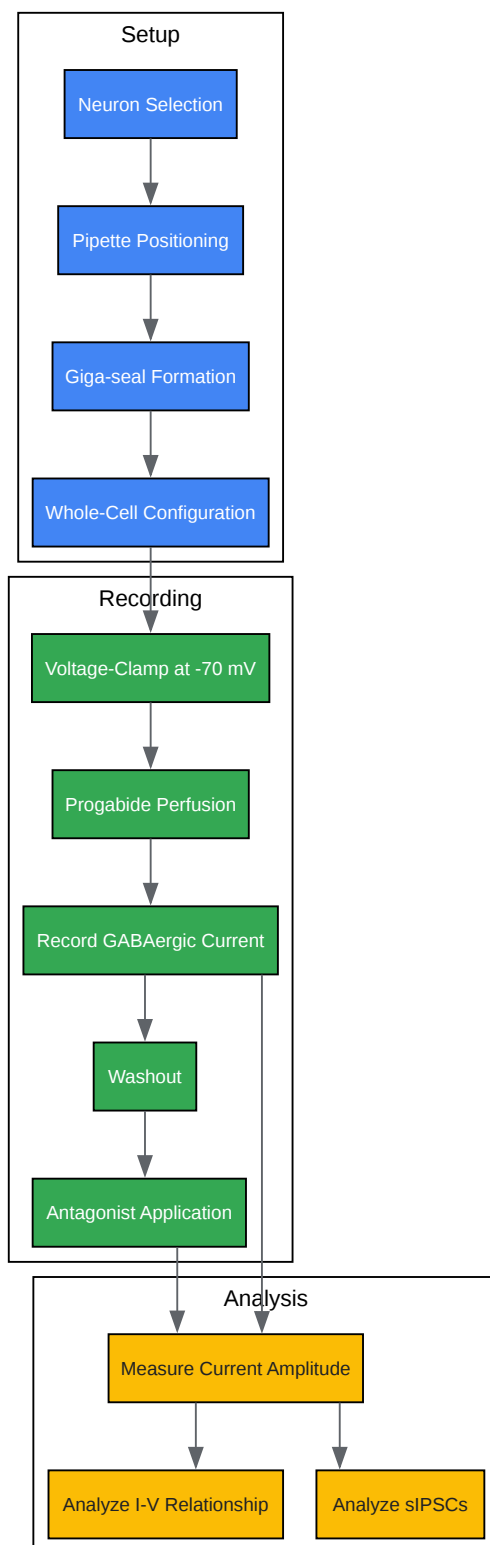 Setup
Neuron Selection
Pipette Positioning
Giga-seal Formation
Whole-Cell Configuration
Recording
Voltage-Clamp at -70 mV
Progabide Perfusion
Record GABAergic Current
Washout
Antagonist Application
Analysis
Measure Current Amplitude
Analyze I-V Relationship
Analyze sIPSCs